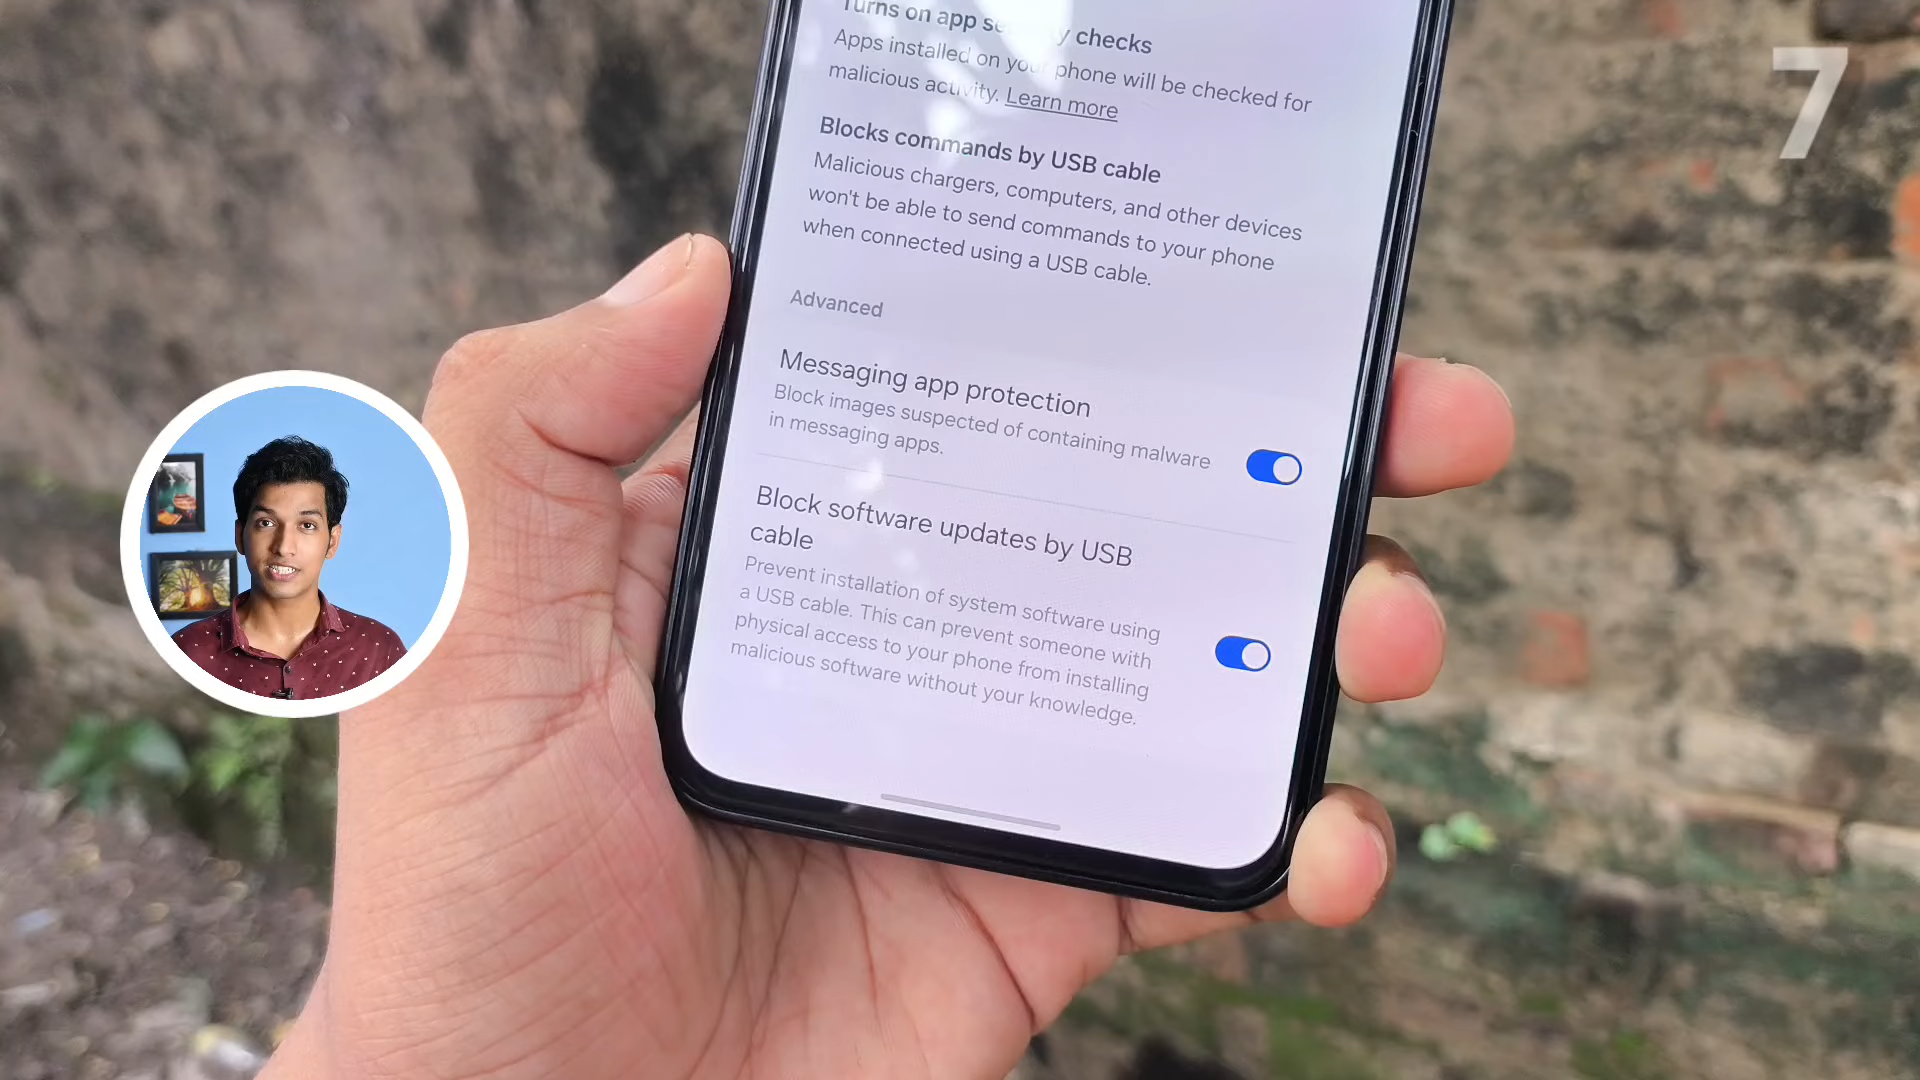 7
Turns on app se y checks
Apps installed on your phone will be checked for
malicious activity. Learn more
Blocks commands by USB cable
Malicious chargers, computers, and other devices
won't be able to send commands to your phone
when connected using a USB cable.
Advanced
Messaging app protection
Block images suspected of containing malware
in messaging apps.
Block software updates by USB
cable
Prevent installation of system software using
a USB cable. This can prevent someone with
physical access to your phone from installing
malicious software without your knowledge.